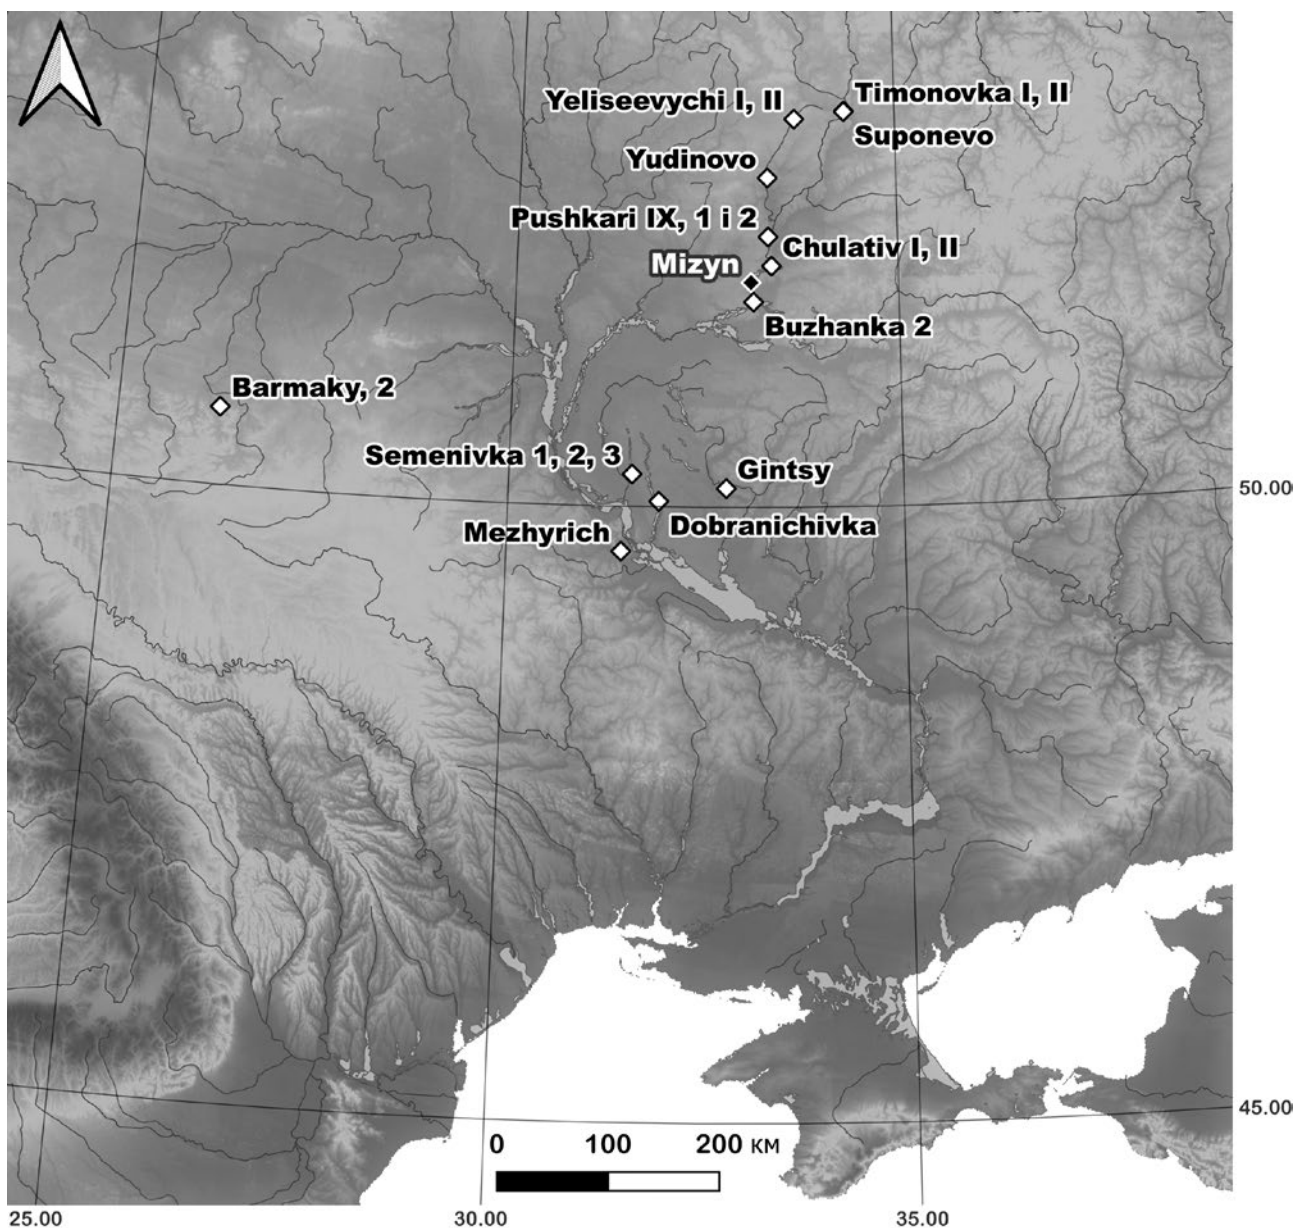 Yeliseevychi I, II
Timonovka I, II
Suponevo
Yudinovo
Pushkari IX, 1 i 2
Chulativ I, II
Mizyn
Buzhanka 2
Barmaky, 2
Semenivka 1, 2, 3
Gintsy
50.00
Dobranichivka
Mezhyrich
45.00
0 100 200 км
25.00 30.00 35.00